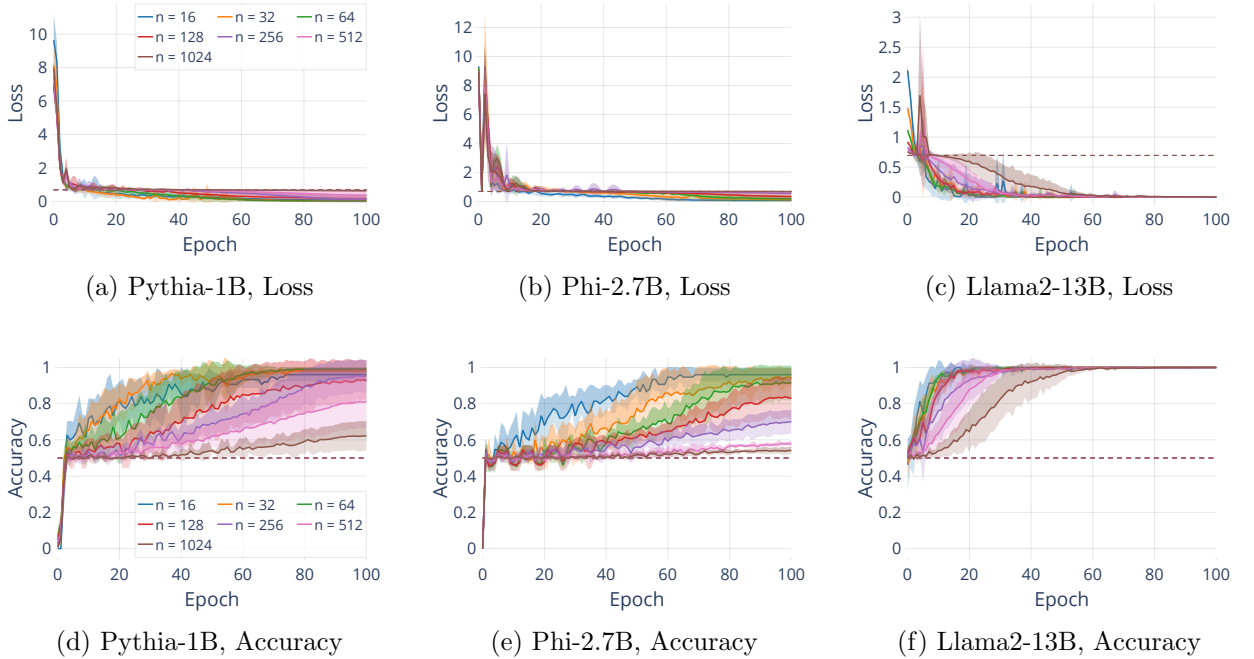 n = 16 n = 32 n = 64
n = 128 n = 256 n = 512
n = 1024
10
8
6
4
2
0
Loss
0 20 40 60 80 100
Epoch
(a) Pythia-1B, Loss
12
10
8
6
4
2
0
Loss
0 20 40 60 80 100
Epoch
(b) Phi-2.7B, Loss
3
2.5
2
1.5
1
0.5
0
Loss
0 20 40 60 80 100
Epoch
(c) Llama2-13B, Loss
1
0.8
0.6
0.4
0.2
0
Accuracy
n = 16 n = 32 n = 64
n = 128 n = 256 n = 512
n = 1024
0 20 40 60 80 100
Epoch
(d) Pythia-1B, Accuracy
1
0.8
0.6
0.4
0.2
0
Accuracy
0 20 40 60 80 100
Epoch
(e) Phi-2.7B, Accuracy
1
0.8
0.6
0.4
0.2
0
Accuracy
0 20 40 60 80 100
Epoch
(f) Llama2-13B, Accuracy